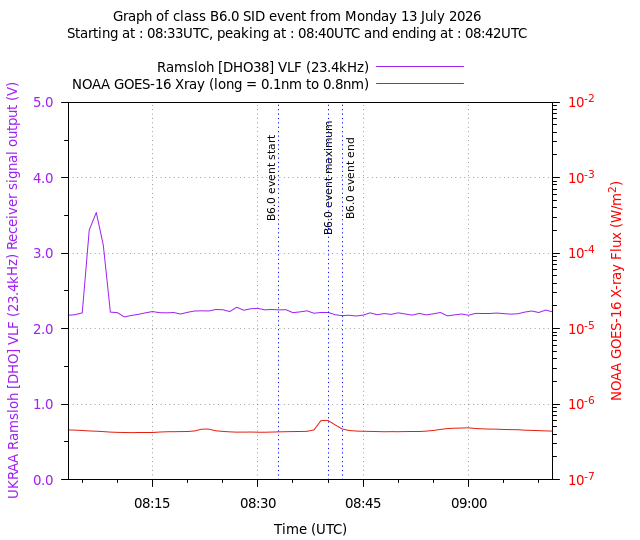 Graph of class B6.0 SID event from Monday 13 July 2026
Starting at : 08:33UTC, peaking at : 08:40UTC and ending at : 08:42UTC
Ramsloh [DHO38] VLF (23.4kHz)
NOAA GOES-16 Xray (long = 0.1nm to 0.8nm)
UKRAA Ramsloh [DHO] VLF (23.4kHz) Receiver signal output (V)
5.0
4.0
3.0
2.0
1.0
0.0
B6.0 event start
B6.0 event maximum
B6.0 event end
10-2
10-3
10-4
10-5
10-6
10-7
NOAA GOES-16 X-ray Flux (W/m2)
08:15
08:30
08:45
09:00
Time (UTC)